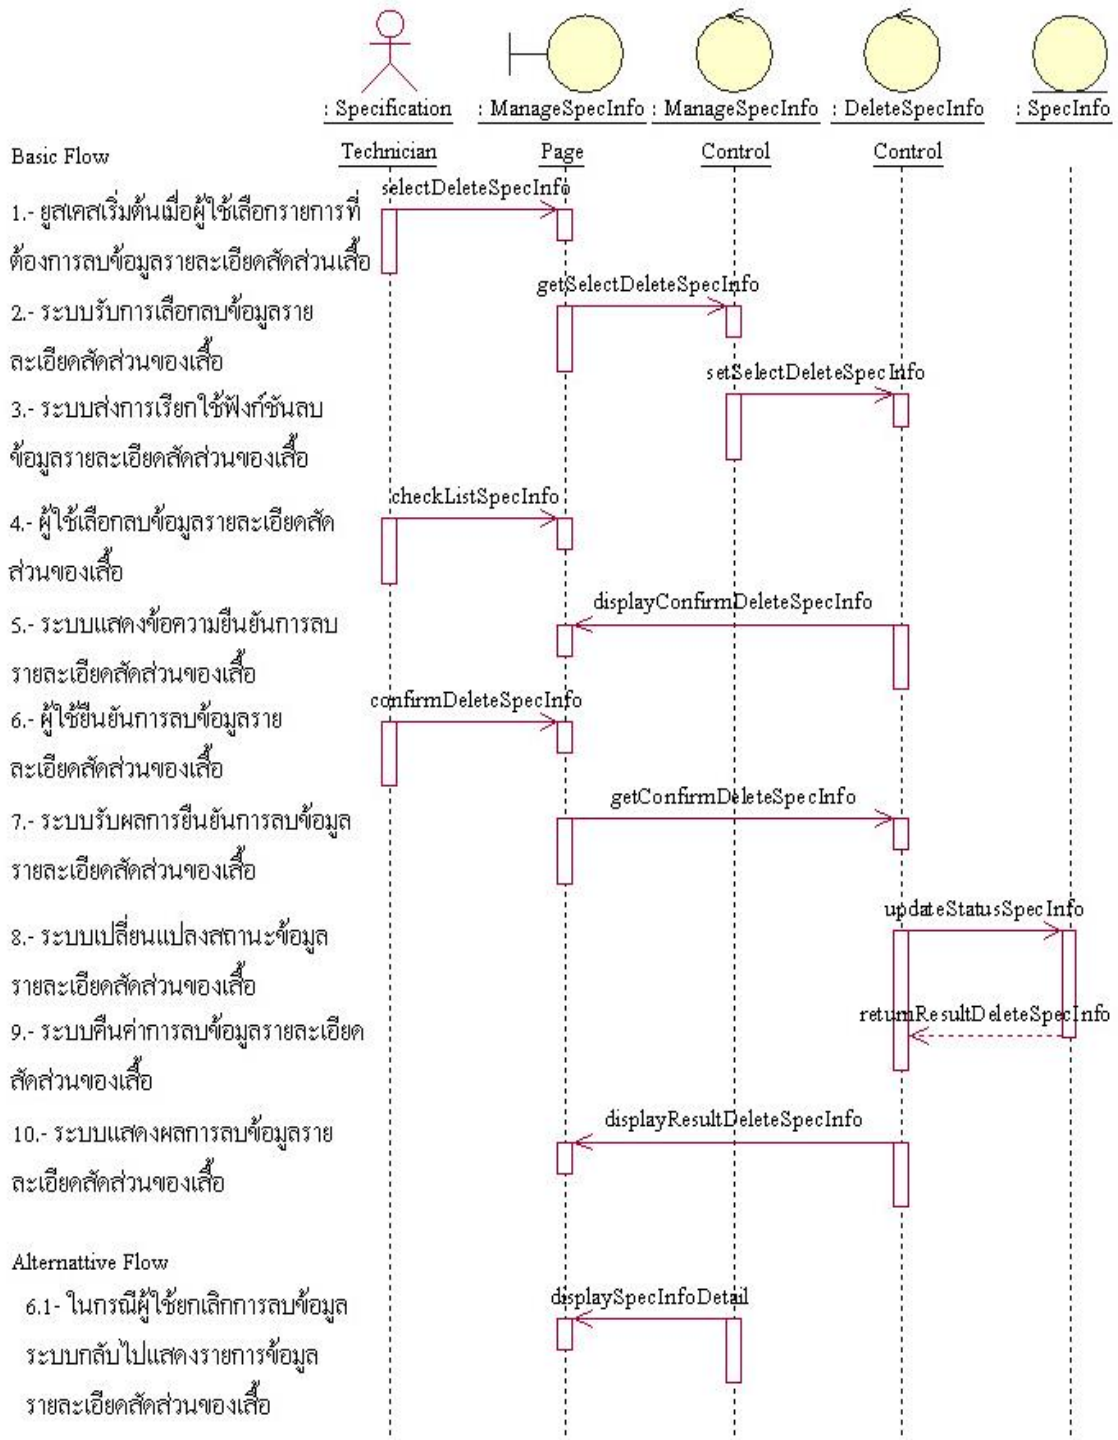 : Specification : ManageSpecInfo : ManageSpecInfo : DeleteSpecInfo : SpecInfo
Basic Flow Technician Page Control Control
selectDeleteSpecInfo
1.- ยูสเคสเริ่มต้นเมื่อผู้ใช้เลือกรายการที่
ต้องการลบข้อมูลรายละเอียดสัดส่วนเสื้อ
getSelectDeleteSpecInfo
2.- ระบบรับการเลือกลบข้อมูลราย
ละเอียดสัดส่วนของเสื้อ
setSelectDeleteSpecInfo
3.- ระบบส่งการเรียกใช้ฟังก์ชันลบ
ข้อมูลรายละเอียดสัดส่วนของเสื้อ
checkListSpecInfo
4.- ผู้ใช้เลือกลบข้อมูลรายละเอียดสัด
ส่วนของเสื้อ
displayConfirmDeleteSpecInfo
5.- ระบบแสดงข้อความยืนยันการลบ
รายละเอียดสัดส่วนของเสื้อ
confirmDeleteSpecInfo
6.- ผู้ใช้ยืนยันการลบข้อมูลราย
ละเอียดสัดส่วนของเสื้อ
getConfirmDeleteSpecInfo
7.- ระบบรับผลการยืนยันการลบข้อมูล
รายละเอียดสัดส่วนของเสื้อ
updateStatusSpecInfo
8.- ระบบเปลี่ยนแปลงสถานะข้อมูล
รายละเอียดสัดส่วนของเสื้อ
returnResultDeleteSpecInfo
9.- ระบบคืนค่าการลบข้อมูลรายละเอียด
สัดส่วนของเสื้อ
displayResultDeleteSpecInfo
10.- ระบบแสดงผลการลบข้อมูลราย
ละเอียดสัดส่วนของเสื้อ
Alternattive Flow
displaySpecInfoDetail
6.1- ในกรณีผู้ใช้ยกเลิกการลบข้อมูล
ระบบกลับไปแสดงรายการข้อมูล
รายละเอียดสัดส่วนของเสื้อ